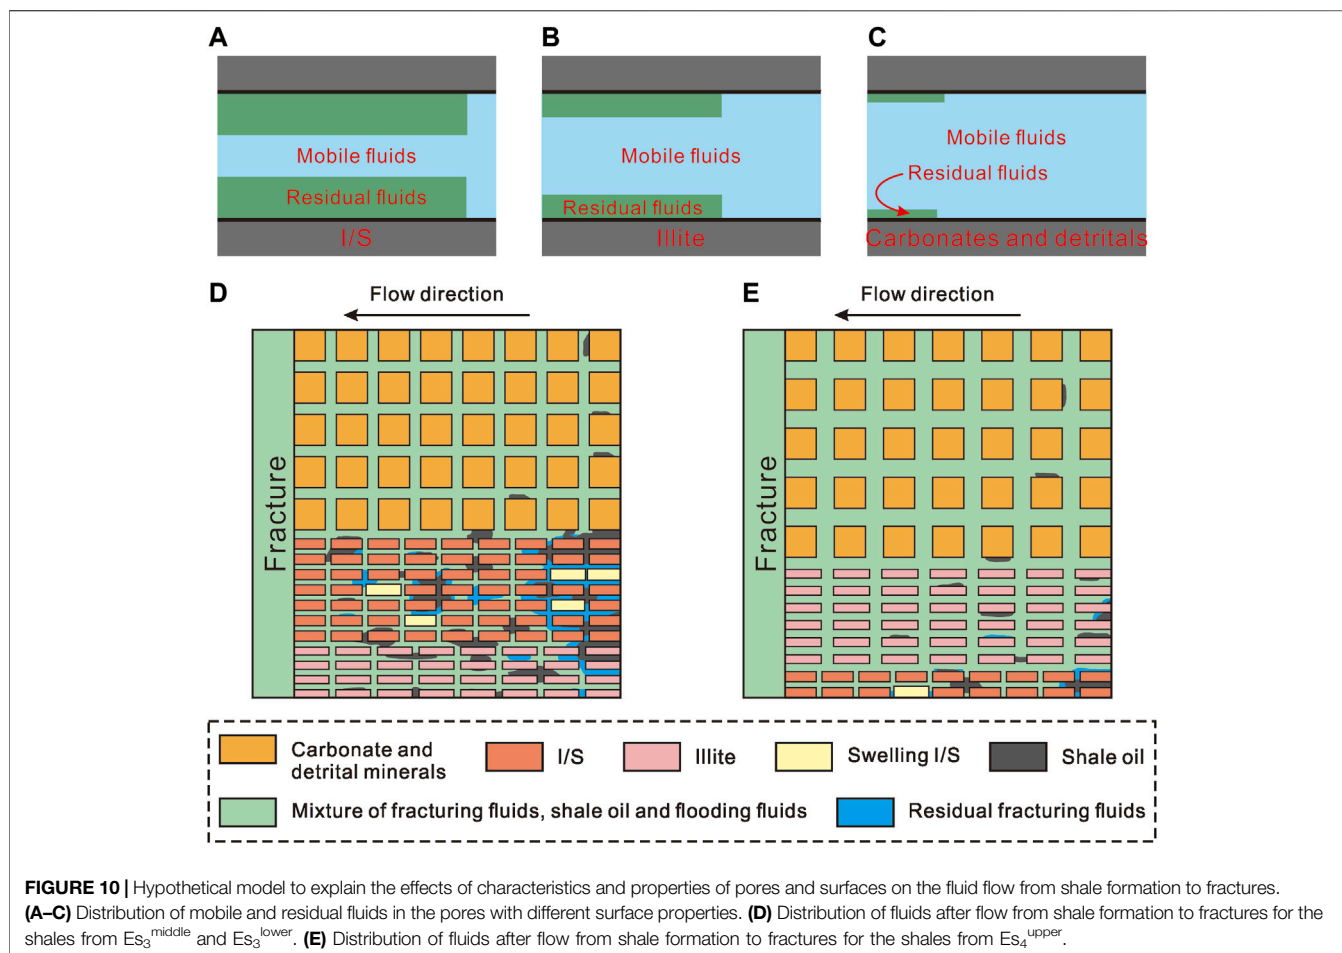 A
B
C
Mobile fluids
Residual fluids
I/S
Mobile fluids
Residual fluids
Illite
Mobile fluids
Residual fluids
Carbonates and detritals
D
Flow direction
Fracture
E
Flow direction
Fracture
Carbonate and
detrital minerals
I/S
Illite
Swelling I/S
Shale oil
Mixture of fracturing fluids, shale oil and flooding fluids
Residual fracturing fluids
FIGURE 10 | Hypothetical model to explain the effects of characteristics and properties of pores and surfaces on the fluid flow from shale formation to fractures.
(A–C) Distribution of mobile and residual fluids in the pores with different surface properties. (D) Distribution of fluids after flow from shale formation to fractures for the
shales from Es₃ᵐⁱᵈᵈˡᵉ and Es₃ˡᵒʷᵉʳ. (E) Distribution of fluids after flow from shale formation to fractures for the shales from Es₄ᵘᵖᵖᵉʳ.